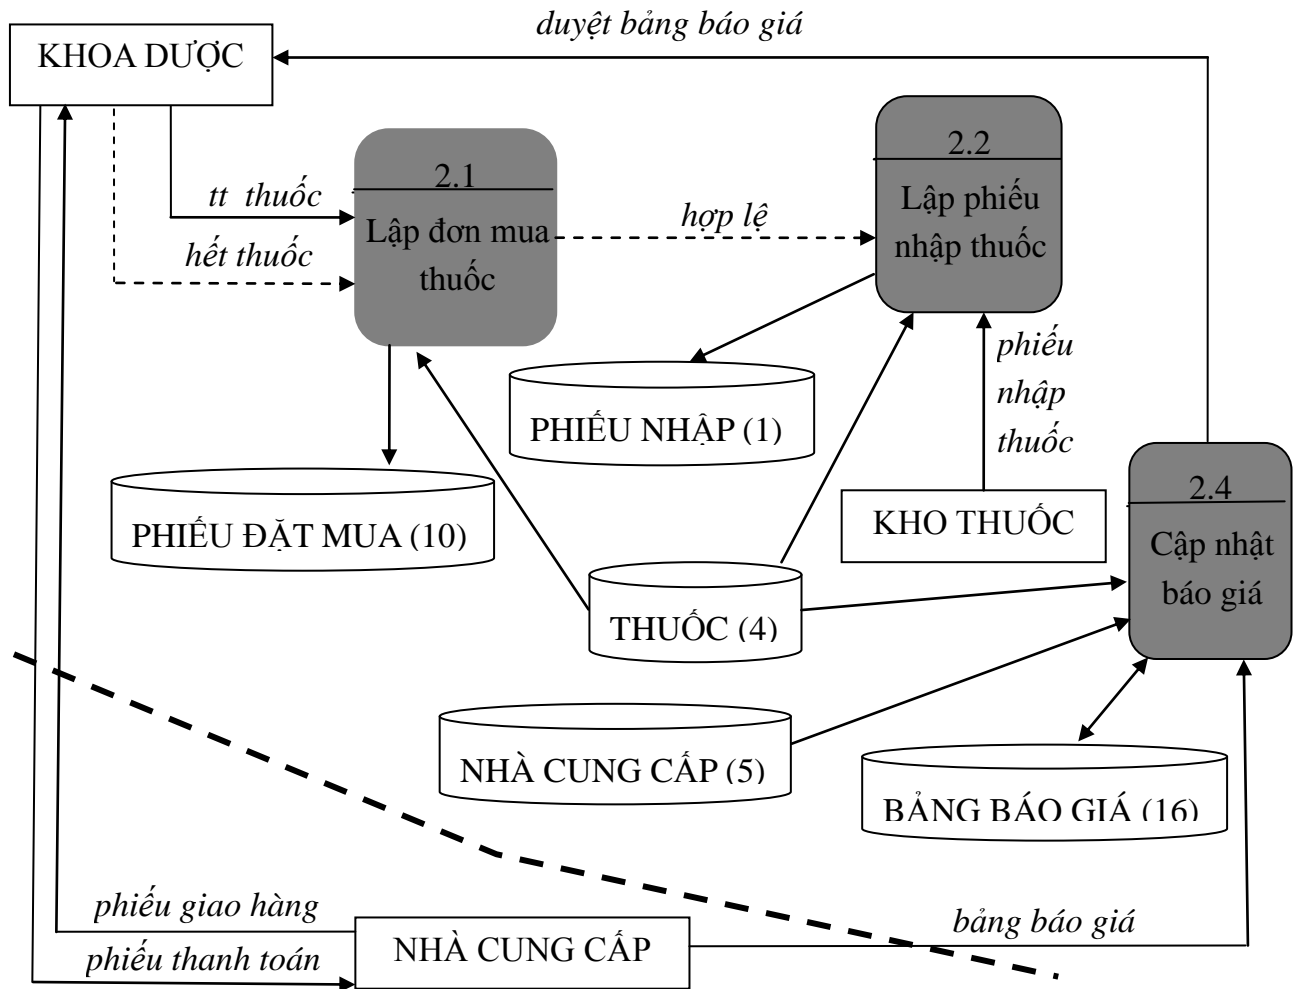 duyệt bảng báo giá
KHOA DƯỢC
2.1
Lập đơn mua
thuốc
2.2
Lập phiếu
nhập thuốc
tt thuốc
hết thuốc
hợp lệ
phiếu
nhập
thuốc
PHIẾU NHẬP (1)
2.4
Cập nhật
báo giá
PHIẾU ĐẶT MUA (10)
KHO THUỐC
THUỐC (4)
NHÀ CUNG CẤP (5)
BẢNG BÁO GIÁ (16)
phiếu giao hàng
bảng báo giá
NHÀ CUNG CẤP
phiếu thanh toán